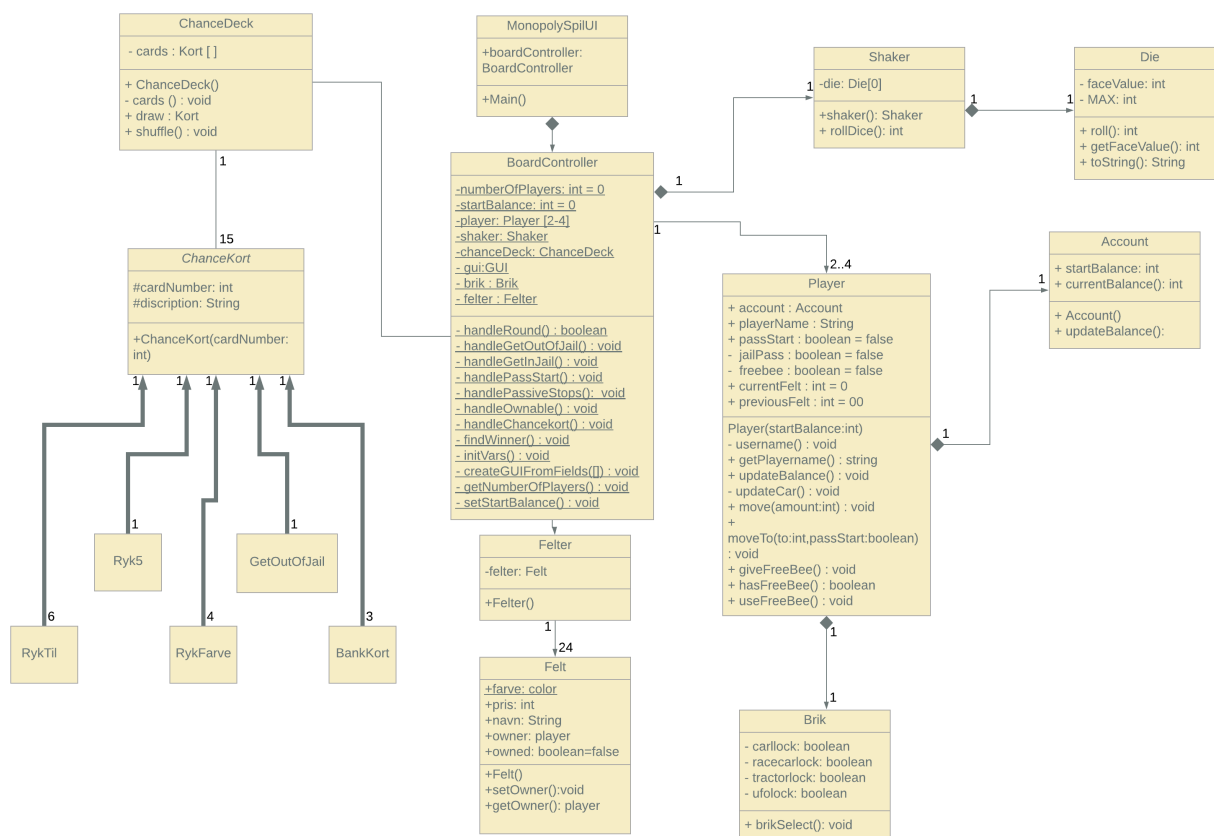 ChanceDeck
- cards : Kort [ ]
+ ChanceDeck()
- cards () : void
+ draw : Kort
+ shuffle() : void
1
15
ChanceKort
#cardNumber: int
#discription: String
+ChanceKort(cardNumber:
int)
1
1
1
1
1
Ryk5
1
GetOutOfJail
1
RykTil
6
RykFarve
4
BankKort
3
MonopolySpilUI
+boardController:
BoardController
+Main()
BoardController
-numberOfPlayers: int = 0
-startBalance: int = 0
-player: Player [2-4]
-shaker: Shaker
-chanceDeck: ChanceDeck
- gui:GUI
- brik : Brik
- felter : Felter
- handleRound() : boolean
- handleGetOutOfJail() : void
- handleGetInJail() : void
- handlePassStart() : void
- handlePassiveStops(): void
- handleOwnable() : void
- handleChancekort() : void
- findWinner() : void
- initVars() : void
- createGUIFromFields([]) : void
- getNumberOfPlayers() : void
- setStartBalance() : void
1
1
Felter
-felter: Felt
+Felter()
1
24
Felt
+farve: color
+pris: int
+navn: String
+owner: player
+owned: boolean=false
+Felt()
+setOwner():void
+getOwner(): player
1
Shaker
-die: Die[0]
+shaker(): Shaker
+ rollDice(): int
1
1
Die
- faceValue: int
- MAX: int
+ roll(): int
+ getFaceValue(): int
+ toString(): String
2..4
Player
+ account : Account
+ playerName : String
+ passStart : boolean = false
- jailPass : boolean = false
- freebee : boolean = false
+ currentFelt : int = 0
+ previousFelt : int = 00
Player(startBalance:int)
- username() : void
+ getPlayername() : string
+ updateBalance() : void
- updateCar() : void
+ move(amount:int) : void
+
moveTo(to:int,passStart:boolean)
: void
+ giveFreeBee() : void
+ hasFreeBee() : boolean
+ useFreeBee() : void
1
1
Account
+ startBalance: int
+ currentBalance(): int
+ Account()
+ updateBalance():
1
1
Brik
- carllock: boolean
- racecarlock: boolean
- tractorlock: boolean
- ufolock: boolean
+ brikSelect(): void